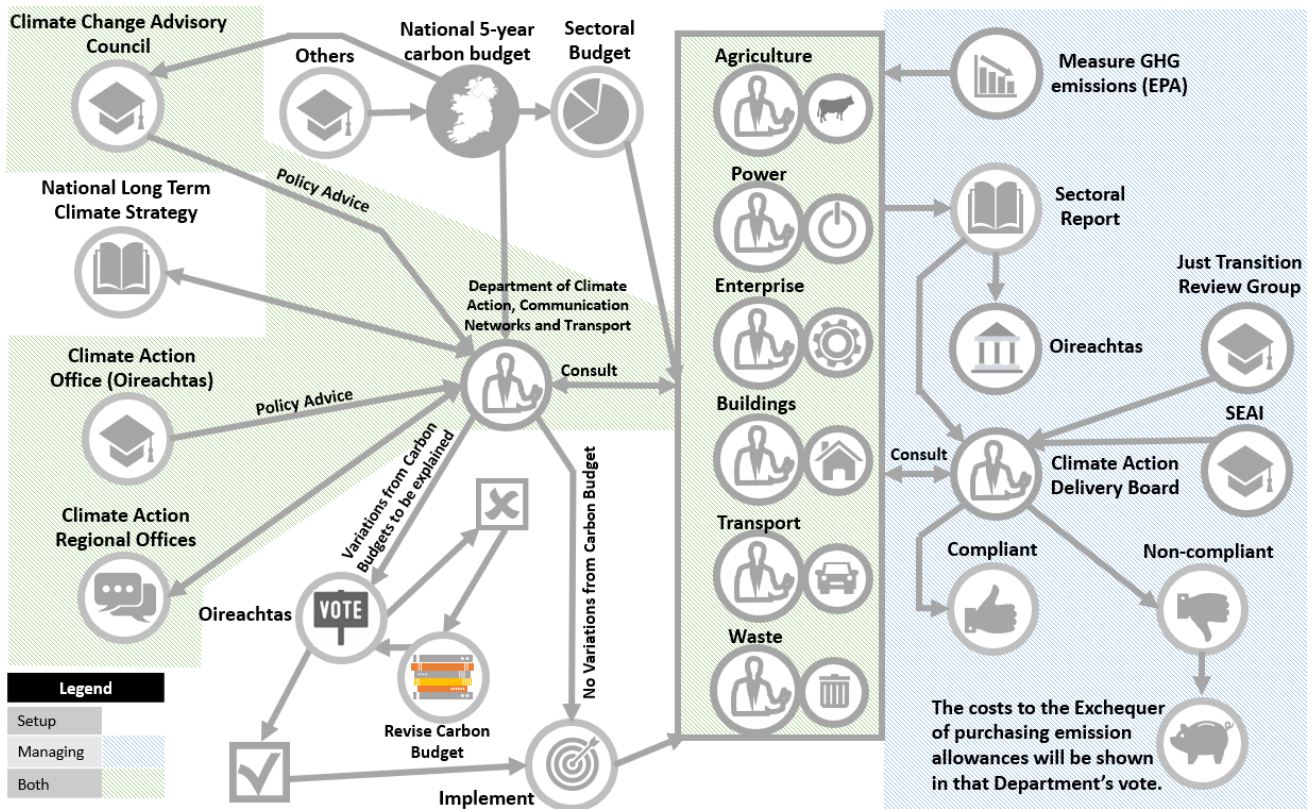 Climate Change Advisory
Council
Others
National 5-year
carbon budget
Sectoral
Budget
Policy Advice
National Long Term
Climate Strategy
Department of Climate
Action, Communication
Networks and Transport
Climate Action
Office (Oireachtas)
Policy Advice
Consult
Climate Action
Regional Offices
Variations from Carbon
Budgets to be explained
No Variations from Carbon Budget
Oireachtas
VOTE
Revise Carbon
Budget
Implement
Legend
Setup
Managing
Both
Agriculture
Power
Enterprise
Buildings
Transport
Waste
Measure GHG
emissions (EPA)
Sectoral
Report
Just Transition
Review Group
Oireachtas
SEAI
Consult
Climate Action
Delivery Board
Compliant
Non-compliant
The costs to the Exchequer
of purchasing emission
allowances will be shown
in that Department's vote.